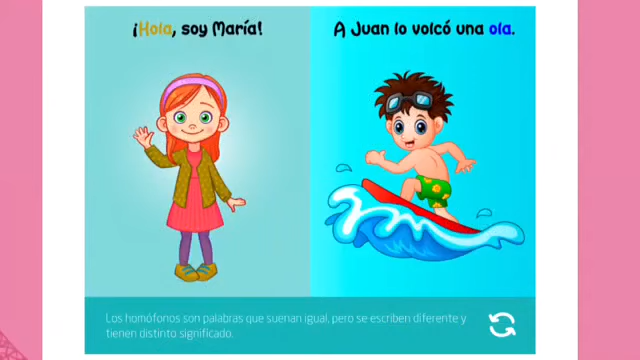 ¡Hola, soy María!
A Juan lo volcó una ola.
Los homófonos son palabras que suenan igual, pero se escriben diferente y
tienen distinto significado.